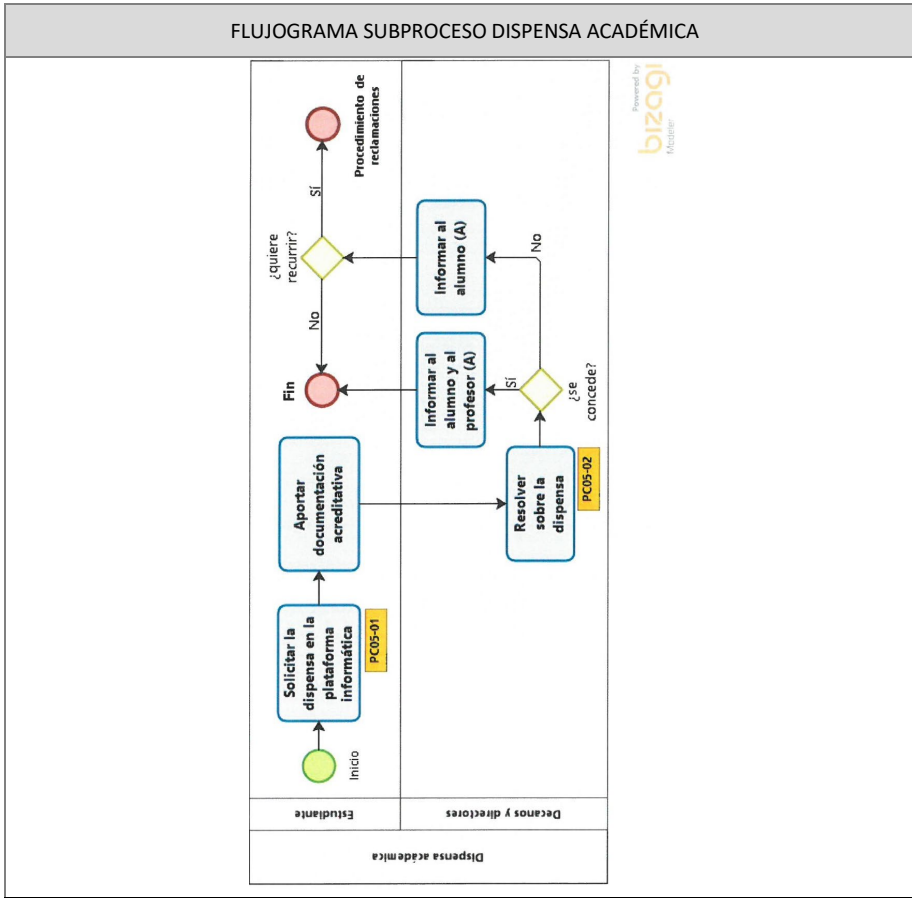 FLUJOGRAMA SUBPROCESO DISPENSA ACADÉMICA
Dispensa académica
Estudiante
Inicio
Solicitar la
dispensa en la
plataforma
informática
PC05-01
Aportar
documentación
acreditativa
Fin
No
¿quiere
recurrir?
Sí
Procedimiento de
reclamaciones
Decanos y directores
Resolver
sobre la
dispensa
PC05-02
¿se
concede?
Sí
Informar al
alumno y al
profesor (A)
No
Informar al
alumno (A)
Powered by
bizagi
Modeler